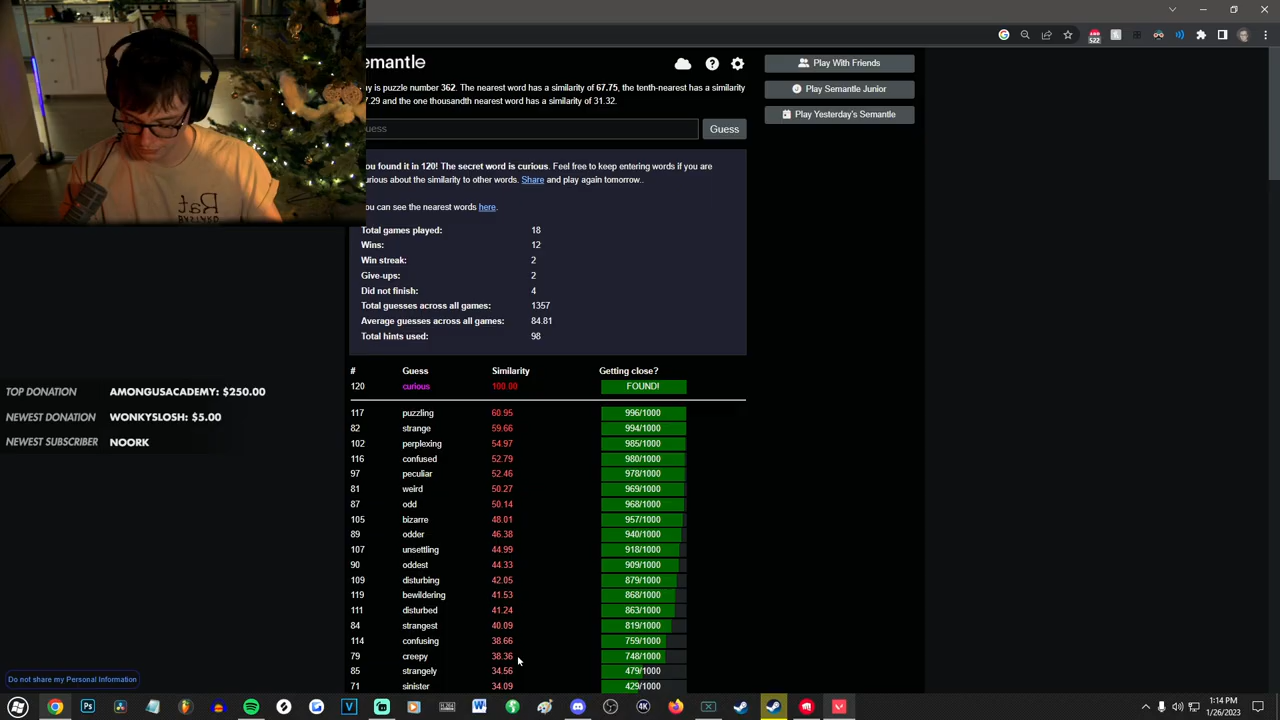 emantle
ay is puzzle number 362. The nearest word has a similarity of 67.75, the tenth-nearest has a similarity
7.29 and the one thousandth nearest word has a similarity of 31.32.
uess
Guess
Play With Friends
Play Semantle Junior
Play Yesterday's Semantle
522
ou found it in 120! The secret word is curious. Feel free to keep entering words if you are
urious about the similarity to other words. Share and play again tomorrow..
ou can see the nearest words here.
Total games played: 18
Wins: 12
Win streak: 2
Give-ups: 2
Did not finish: 4
Total guesses across all games: 1357
Average guesses across all games: 84.81
Total hints used: 98
# Guess Similarity Getting close?
120 curious 100.00 FOUND!
117 puzzling 60.95 996/1000
82 strange 59.66 994/1000
102 perplexing 54.97 985/1000
116 confused 52.79 980/1000
97 peculiar 52.46 978/1000
81 weird 50.27 969/1000
87 odd 50.14 968/1000
105 bizarre 48.01 957/1000
89 odder 46.38 940/1000
107 unsettling 44.99 918/1000
90 oddest 44.33 909/1000
109 disturbing 42.05 879/1000
119 bewildering 41.53 868/1000
111 disturbed 41.24 863/1000
84 strangest 40.09 819/1000
114 confusing 38.66 759/1000
79 creepy 38.36 748/1000
85 strangely 34.56 479/1000
71 sinister 34.09 429/1000
TOP DONATION AMONGUSACADEMY: $250.00
NEWEST DONATION WONKYSLOSH: $5.00
NEWEST SUBSCRIBER NOORK
Do not share my Personal Information
Rat
1:14 PM
1/26/2023